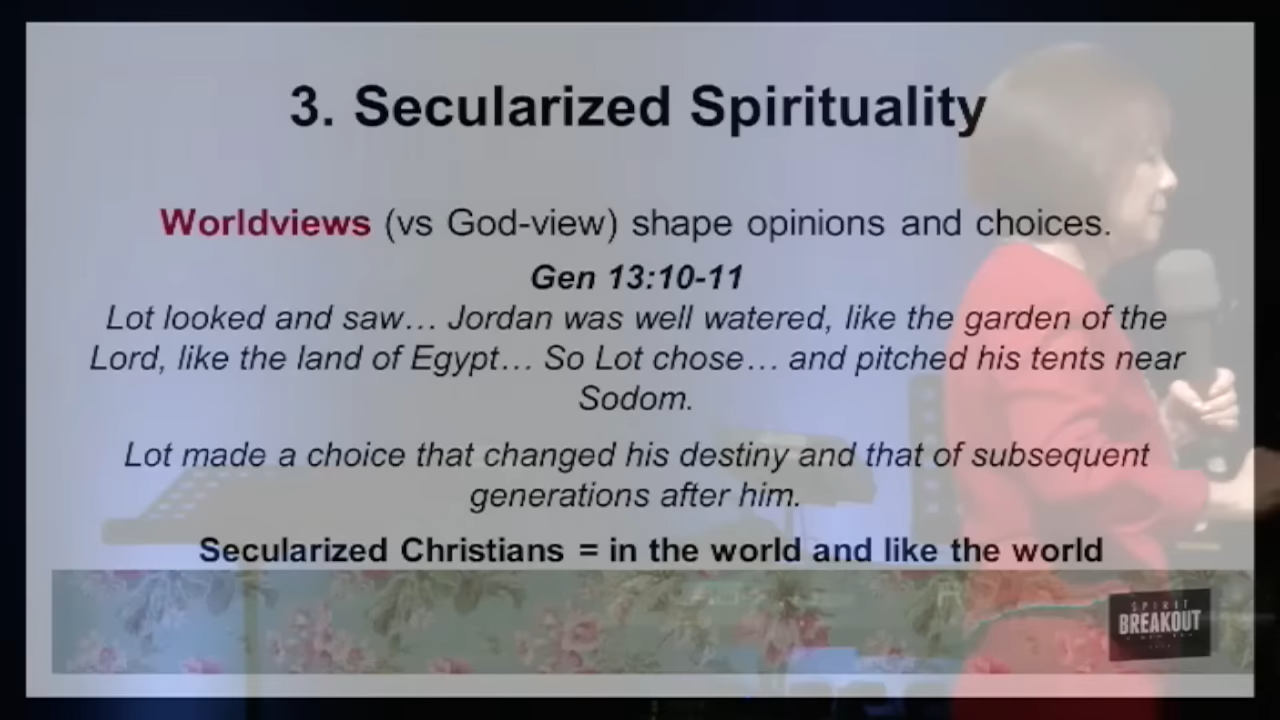 3. Secularized Spirituality
Worldviews (vs God-view) shape opinions and choices.
Gen 13:10-11
Lot looked and saw… Jordan was well watered, like the garden of the
Lord, like the land of Egypt… So Lot chose… and pitched his tents near
Sodom.
Lot made a choice that changed his destiny and that of subsequent
generations after him.
Secularized Christians = in the world and like the world
SPIRIT
BREAKOUT